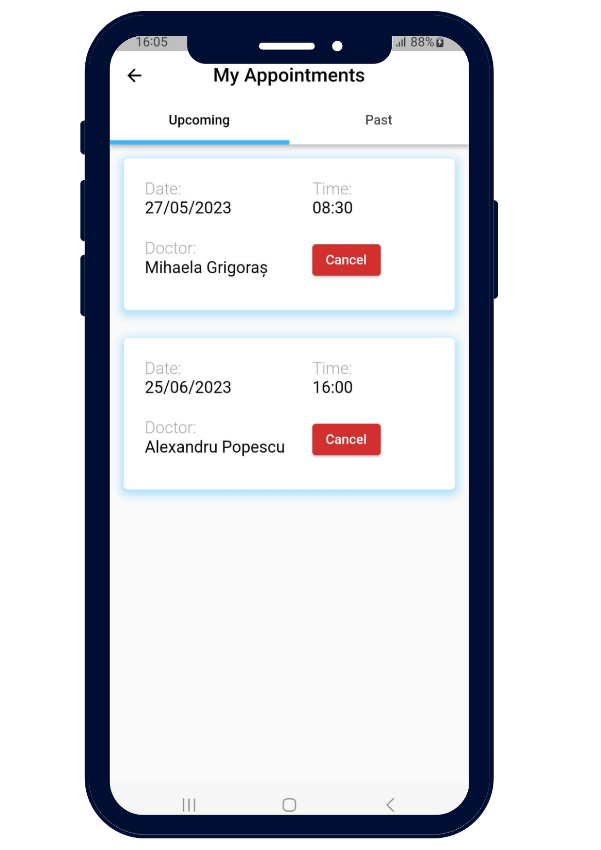 16:05 88%
My Appointments
Upcoming Past
Date: Time:
27/05/2023 08:30
Doctor:
Mihaela Grigoraș Cancel
Date: Time:
25/06/2023 16:00
Doctor:
Alexandru Popescu Cancel